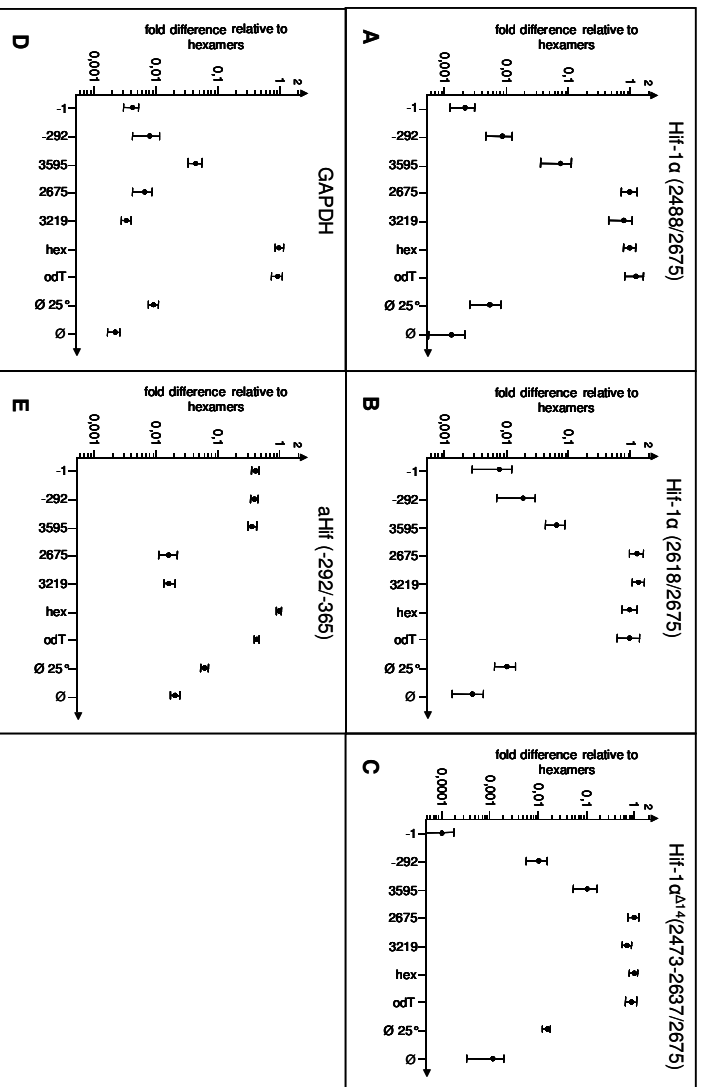 A
Hif-1α (2488/2675)
fold difference relative to
hexamers
2
1
0,1
0,01
0,001
-1
-292
3595
2675
3219
hex
odT
Ø 25°
Ø
B
Hif-1α (2618/2675)
fold difference relative to
hexamers
2
1
0,1
0,01
0,001
-1
-292
3595
2675
3219
hex
odT
Ø 25°
Ø
C
Hif-1α^Δ14(2473-2637/2675)
fold difference relative to
hexamers
2
1
0,1
0,01
0,001
0,0001
-1
-292
3595
2675
3219
hex
odT
Ø 25°
Ø
D
GAPDH
fold difference relative to
hexamers
2
1
0,1
0,01
0,001
-1
-292
3595
2675
3219
hex
odT
Ø 25°
Ø
E
aHif (-292/-365)
fold difference relative to
hexamers
2
1
0,1
0,01
0,001
-1
-292
3595
2675
3219
hex
odT
Ø 25°
Ø